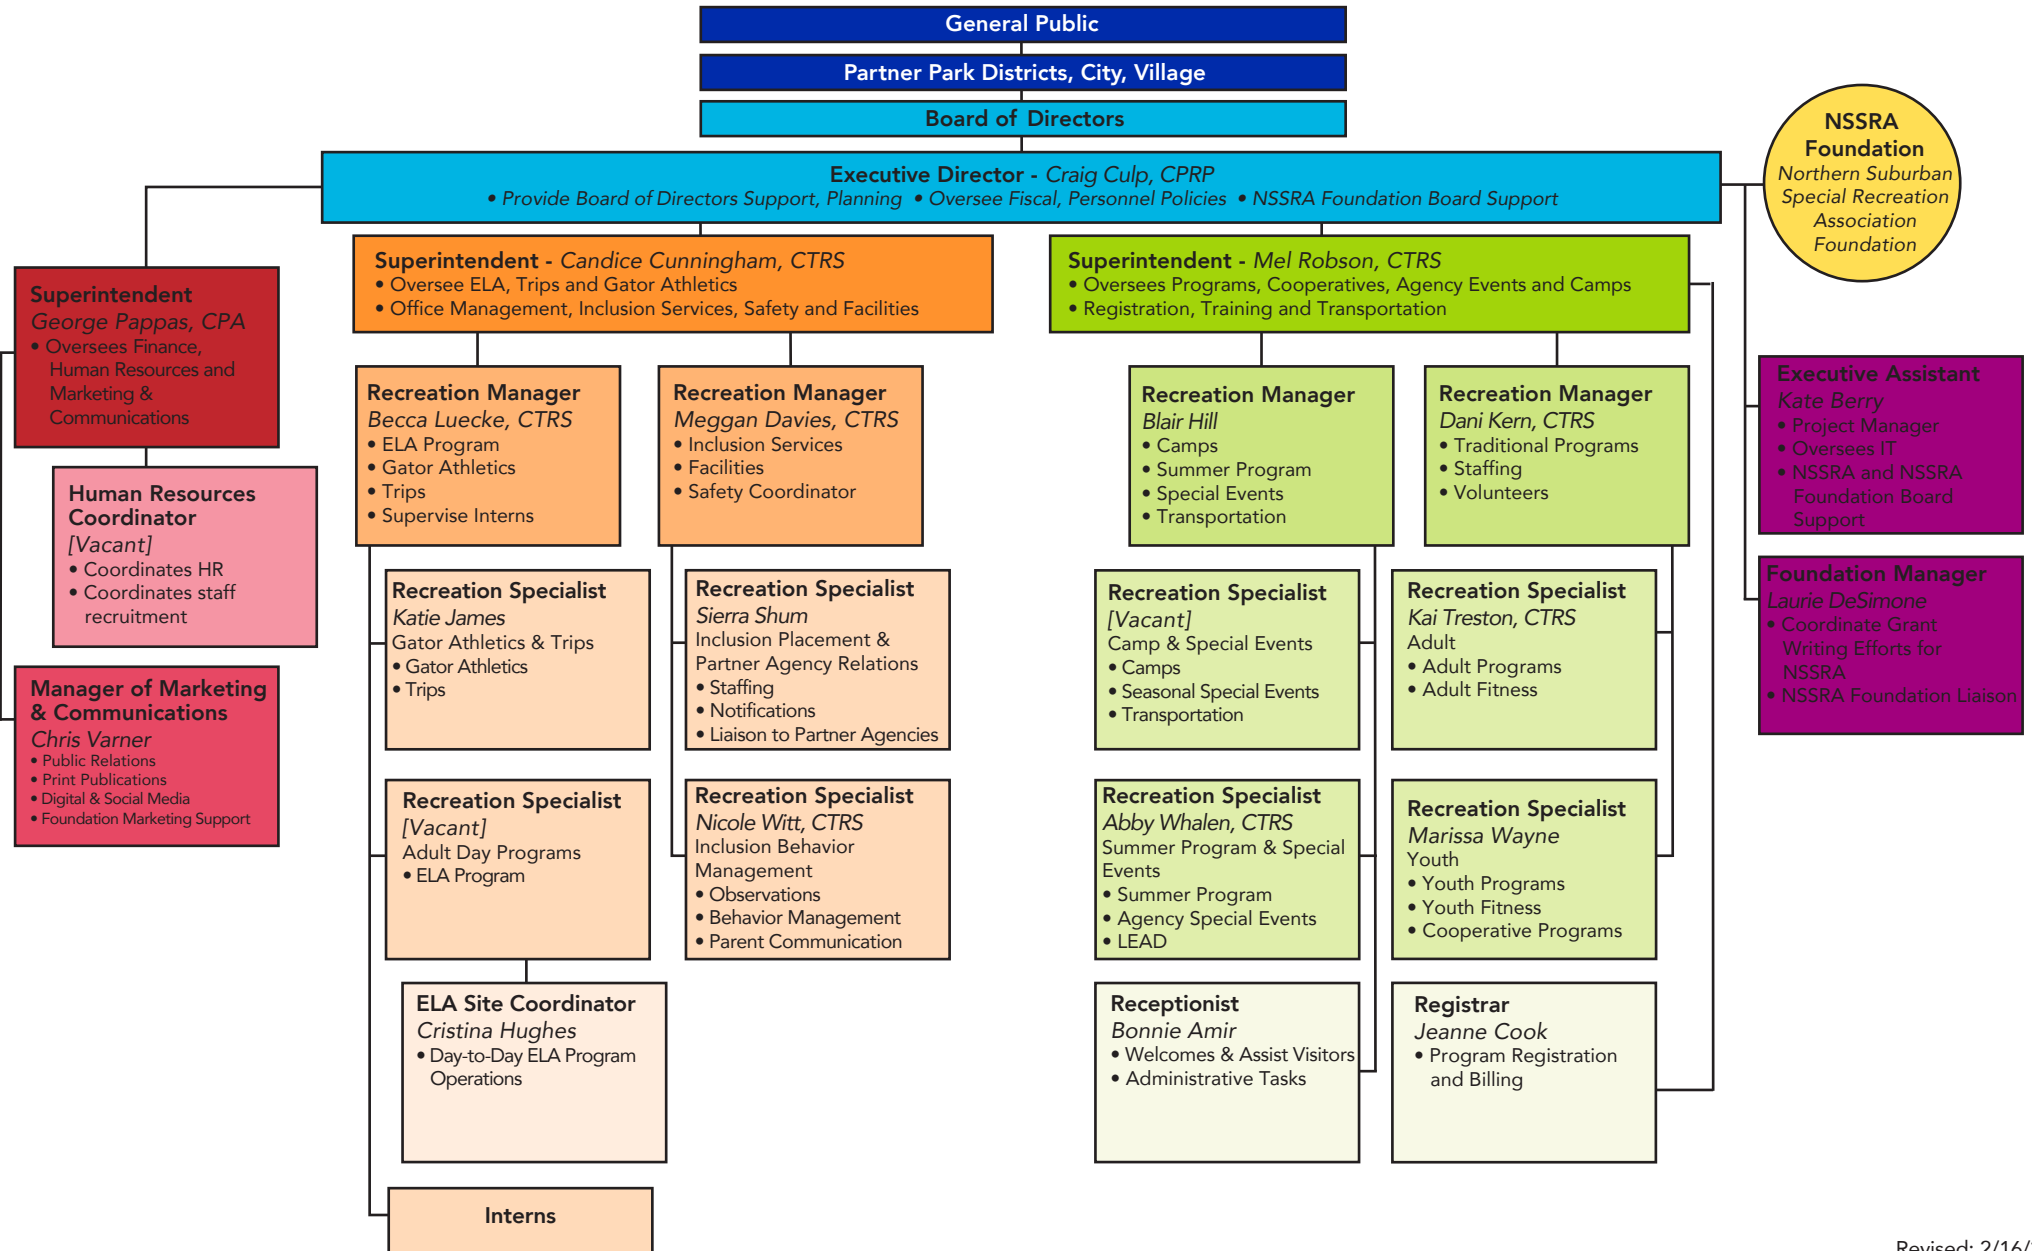 General Public
Partner Park Districts, City, Village
Board of Directors
Executive Director - Craig Culp, CPRP
• Provide Board of Directors Support, Planning • Oversee Fiscal, Personnel Policies • NSSRA Foundation Board Support
NSSRA
Foundation
Northern Suburban
Special Recreation
Association
Foundation
Superintendent
George Pappas, CPA
• Oversees Finance,
Human Resources and
Marketing &
Communications
Human Resources
Coordinator
[Vacant]
• Coordinates HR
• Coordinates staff
recruitment
Manager of Marketing
& Communications
Chris Varner
• Public Relations
• Print Publications
• Digital & Social Media
• Foundation Marketing Support
Superintendent - Candice Cunningham, CTRS
• Oversee ELA, Trips and Gator Athletics
• Office Management, Inclusion Services, Safety and Facilities
Recreation Manager
Becca Luecke, CTRS
• ELA Program
• Gator Athletics
• Trips
• Supervise Interns
Recreation Manager
Meggan Davies, CTRS
• Inclusion Services
• Facilities
• Safety Coordinator
Recreation Specialist
Katie James
Gator Athletics & Trips
• Gator Athletics
• Trips
Recreation Specialist
Sierra Shum
Inclusion Placement &
Partner Agency Relations
• Staffing
• Notifications
• Liaison to Partner Agencies
Recreation Specialist
[Vacant]
Adult Day Programs
• ELA Program
Recreation Specialist
Nicole Witt, CTRS
Inclusion Behavior
Management
• Observations
• Behavior Management
• Parent Communication
ELA Site Coordinator
Cristina Hughes
• Day-to-Day ELA Program
Operations
Interns
Superintendent - Mel Robson, CTRS
• Oversees Programs, Cooperatives, Agency Events and Camps
• Registration, Training and Transportation
Recreation Manager
Blair Hill
• Camps
• Summer Program
• Special Events
• Transportation
Recreation Manager
Dani Kern, CTRS
• Traditional Programs
• Staffing
• Volunteers
Recreation Specialist
[Vacant]
Camp & Special Events
• Camps
• Seasonal Special Events
• Transportation
Recreation Specialist
Kai Treston, CTRS
Adult
• Adult Programs
• Adult Fitness
Recreation Specialist
Abby Whalen, CTRS
Summer Program & Special
Events
• Summer Program
• Agency Special Events
• LEAD
Recreation Specialist
Marissa Wayne
Youth
• Youth Programs
• Youth Fitness
• Cooperative Programs
Receptionist
Bonnie Amir
• Welcomes & Assist Visitors
• Administrative Tasks
Registrar
Jeanne Cook
• Program Registration
and Billing
Executive Assistant
Kate Berry
• Project Manager
• Oversees IT
• NSSRA and NSSRA
Foundation Board
Support
Foundation Manager
Laurie DeSimone
• Coordinate Grant
Writing Efforts for
NSSRA
• NSSRA Foundation Liaison
Revised: 2/16/